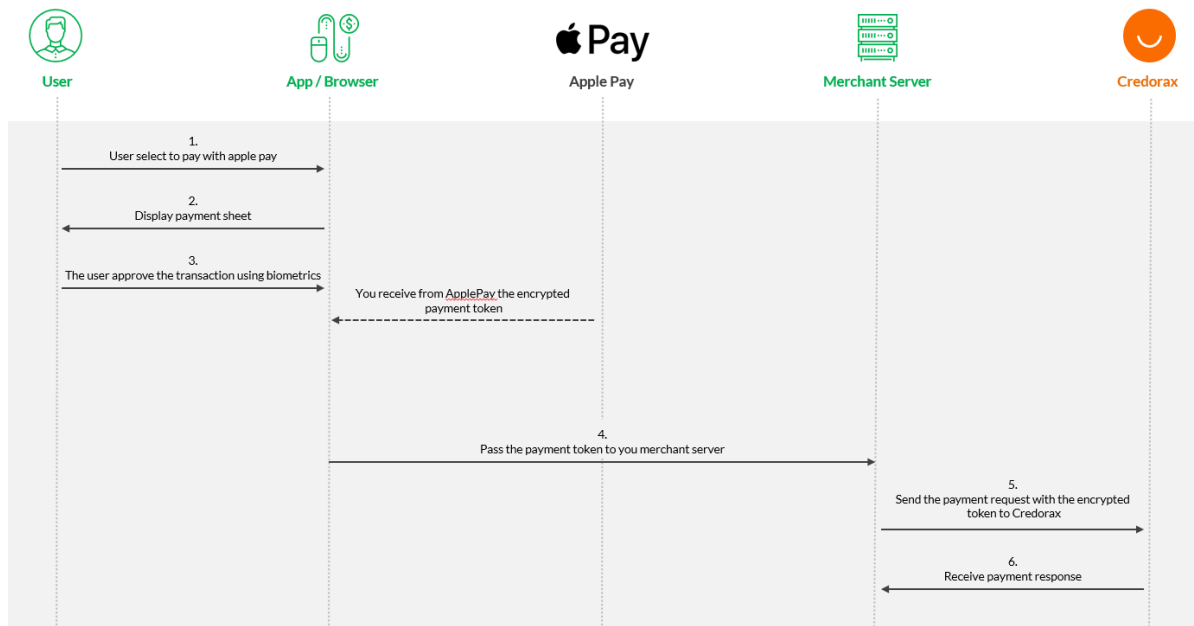 Pay
User
App / Browser
Apple Pay
Merchant Server
Credorax
1.
User select to pay with apple pay
2.
Display payment sheet
3.
The user approve the transaction using biometrics
You receive from ApplePay the encrypted
payment token
4.
Pass the payment token to you merchant server
5.
Send the payment request with the encrypted
token to Credorax
6.
Receive payment response